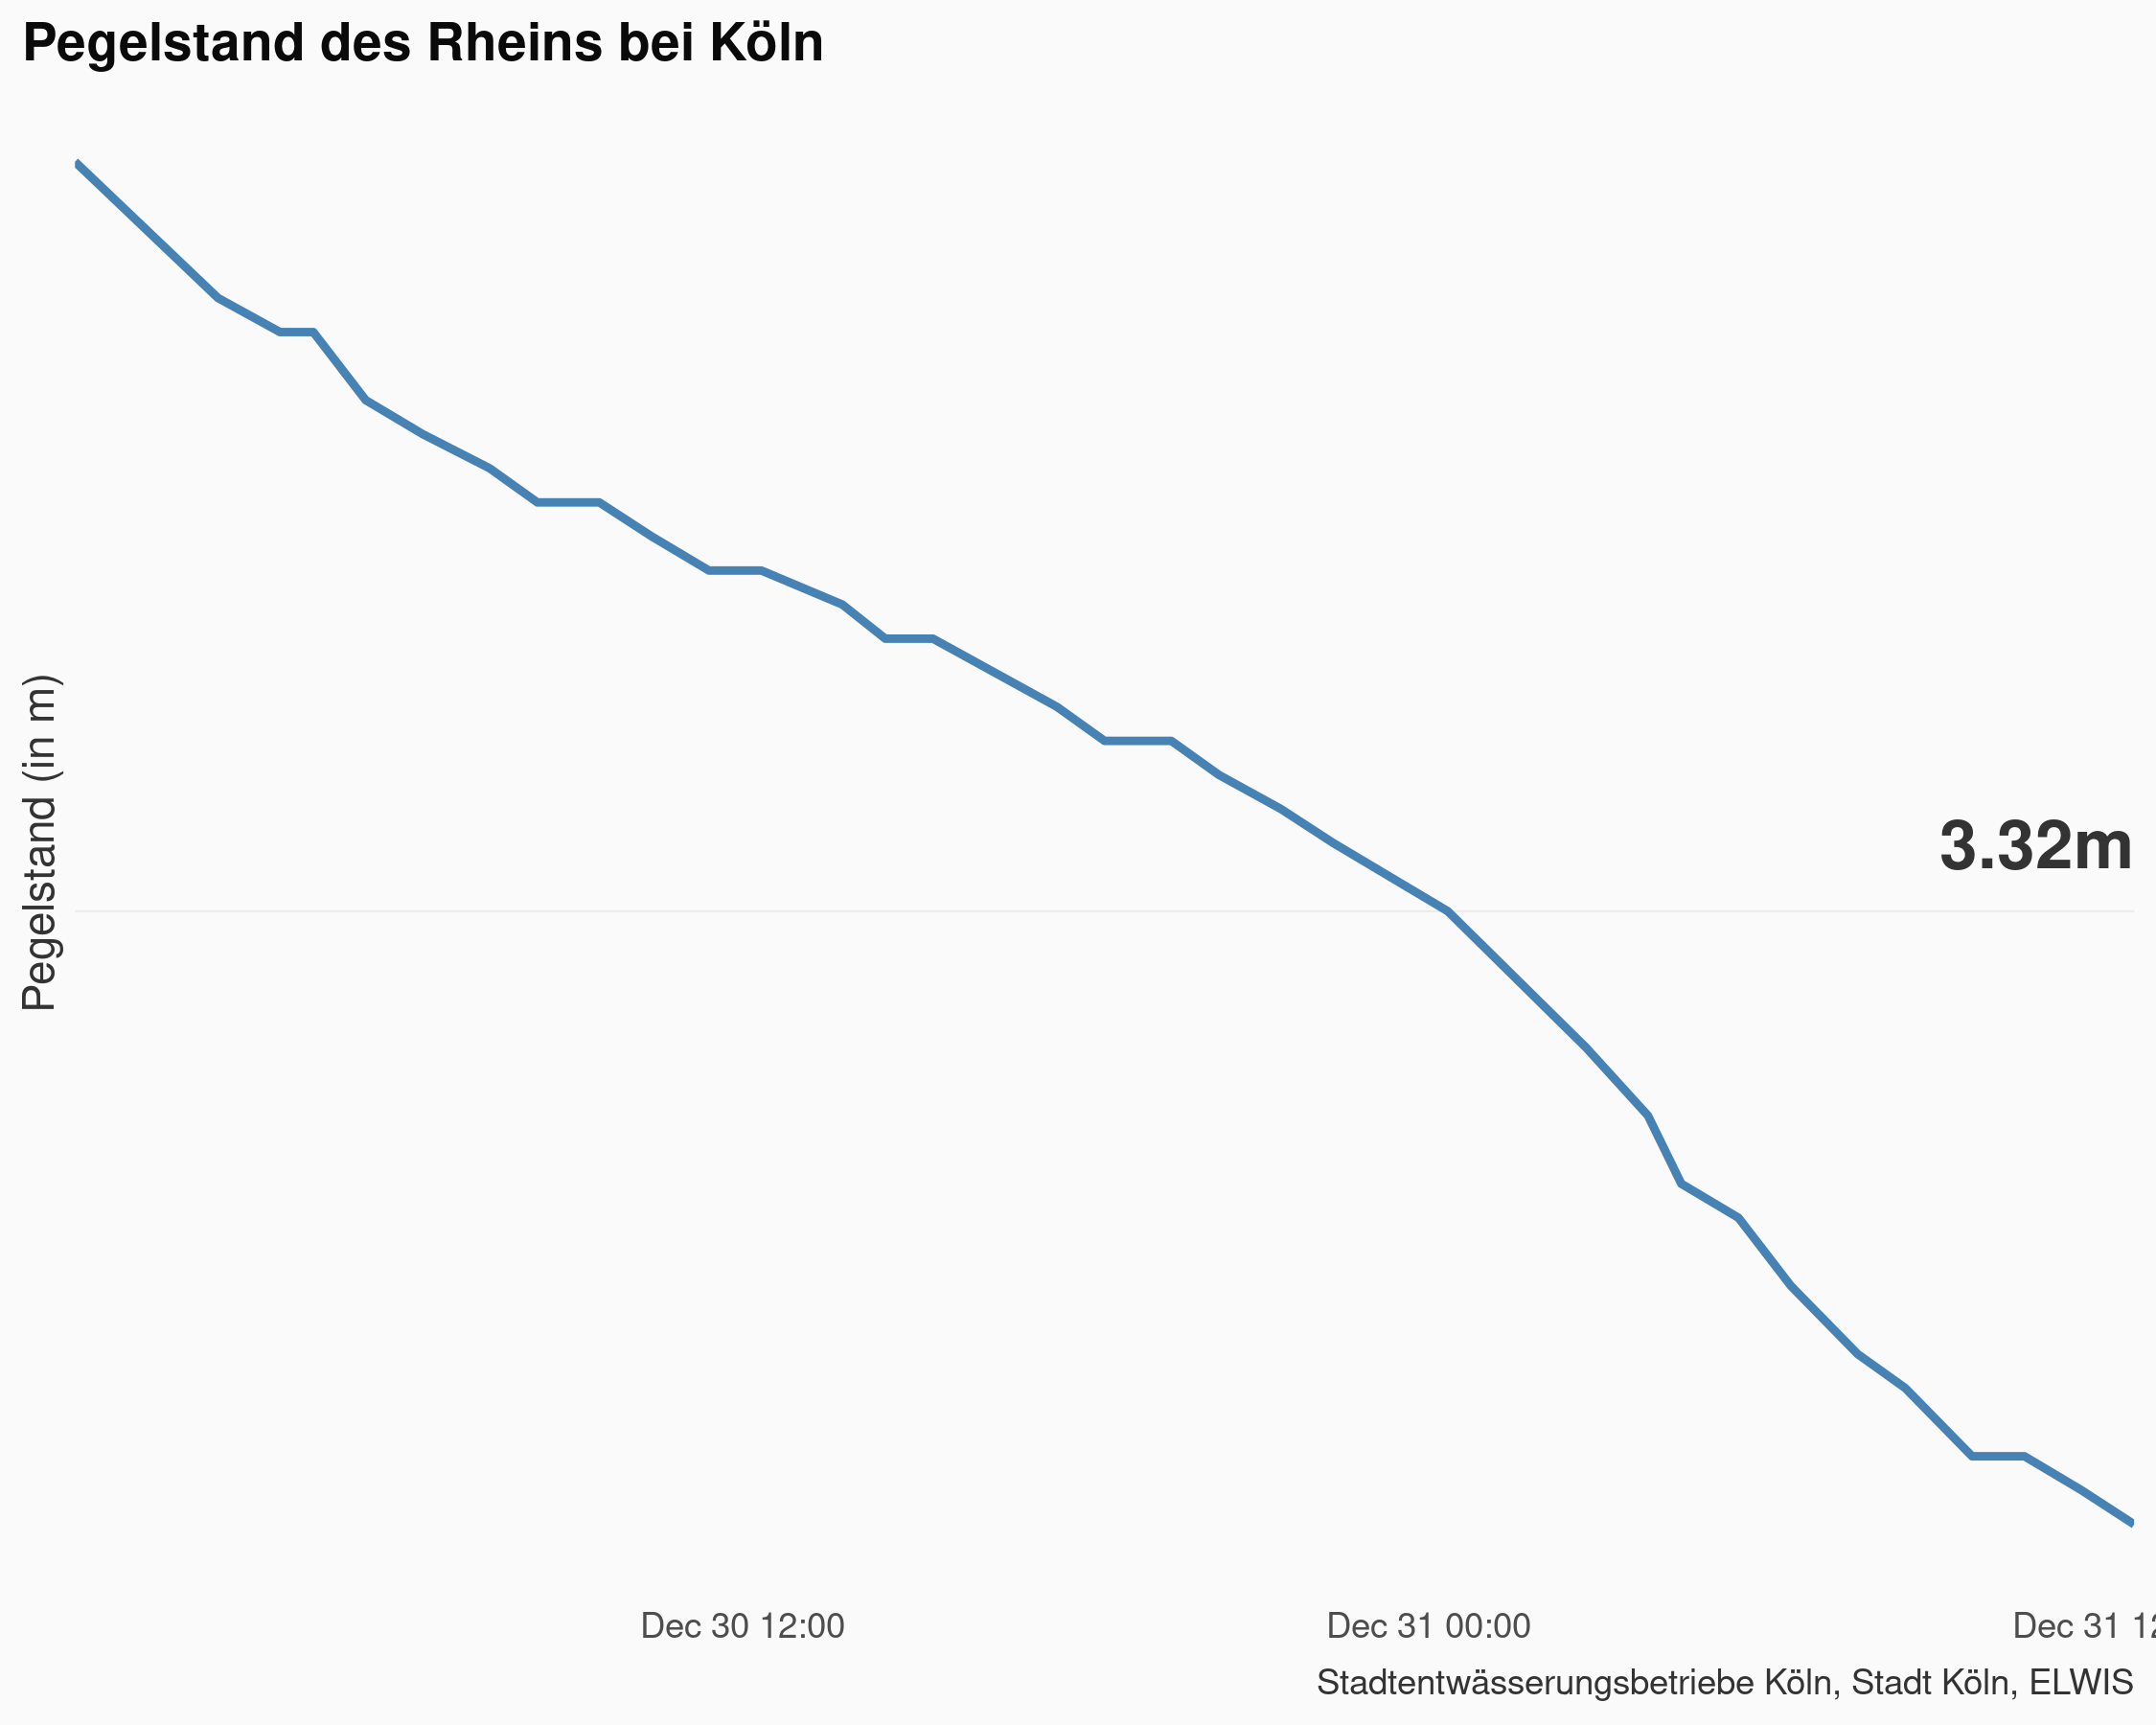 Pegelstand des Rheins bei Köln
Pegelstand (in m)
3.32m
Dec 30 12:00
Dec 31 00:00
Dec 31 12
Stadtentwässerungsbetriebe Köln, Stadt Köln, ELWIS